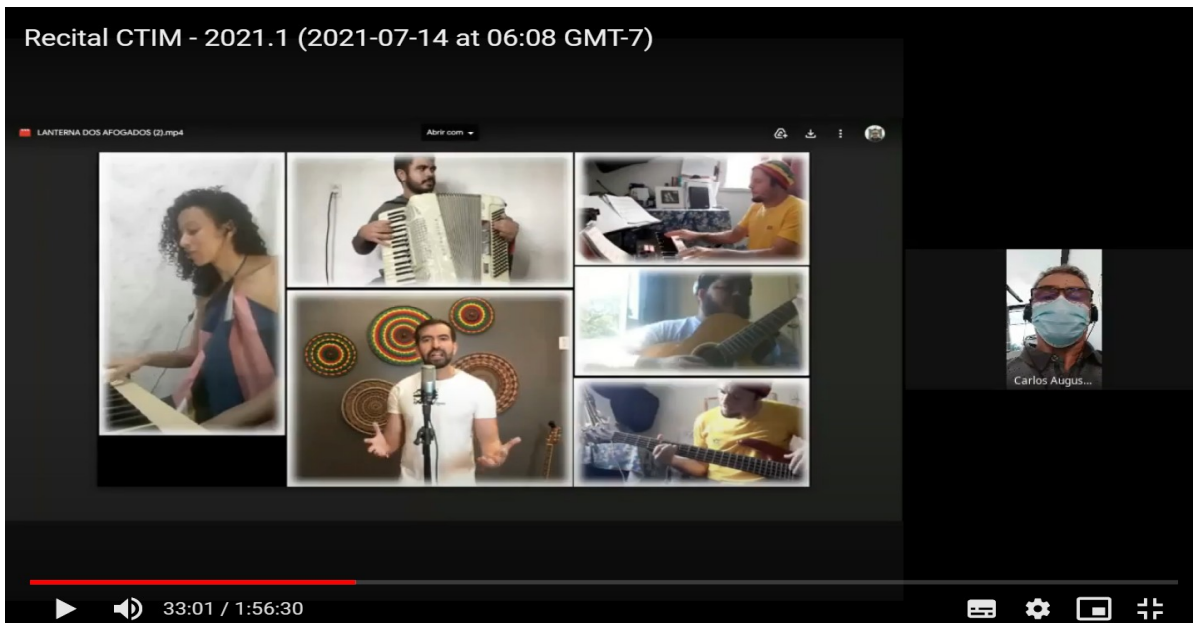 Recital CTIM - 2021.1 (2021-07-14 at 06:08 GMT-7)
LANTERNA DOS AFOGADOS (2).mp4
Abrir com
Carlos Augus...
33:01 / 1:56:30